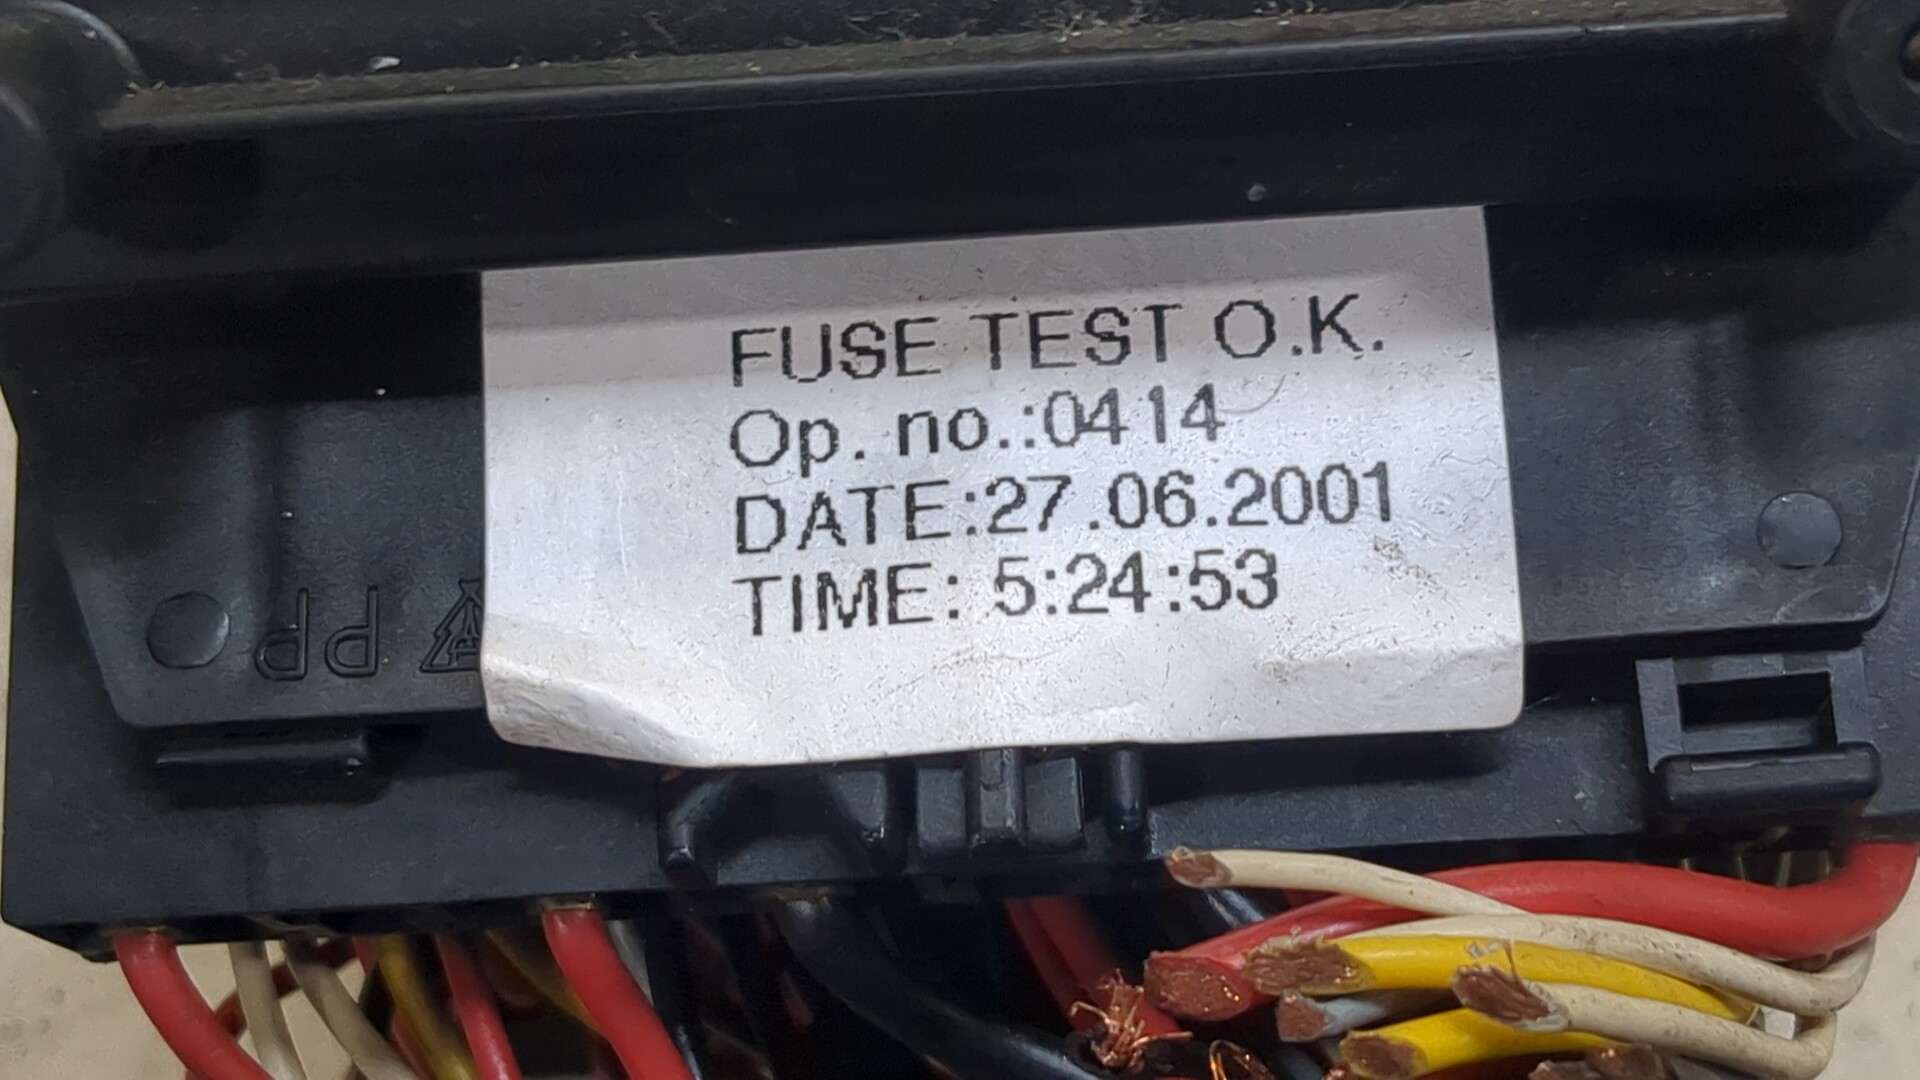 FUSE TEST O.K.
Op. no.:0414
DATE:27.06.2001
TIME: 5:24:53
PP